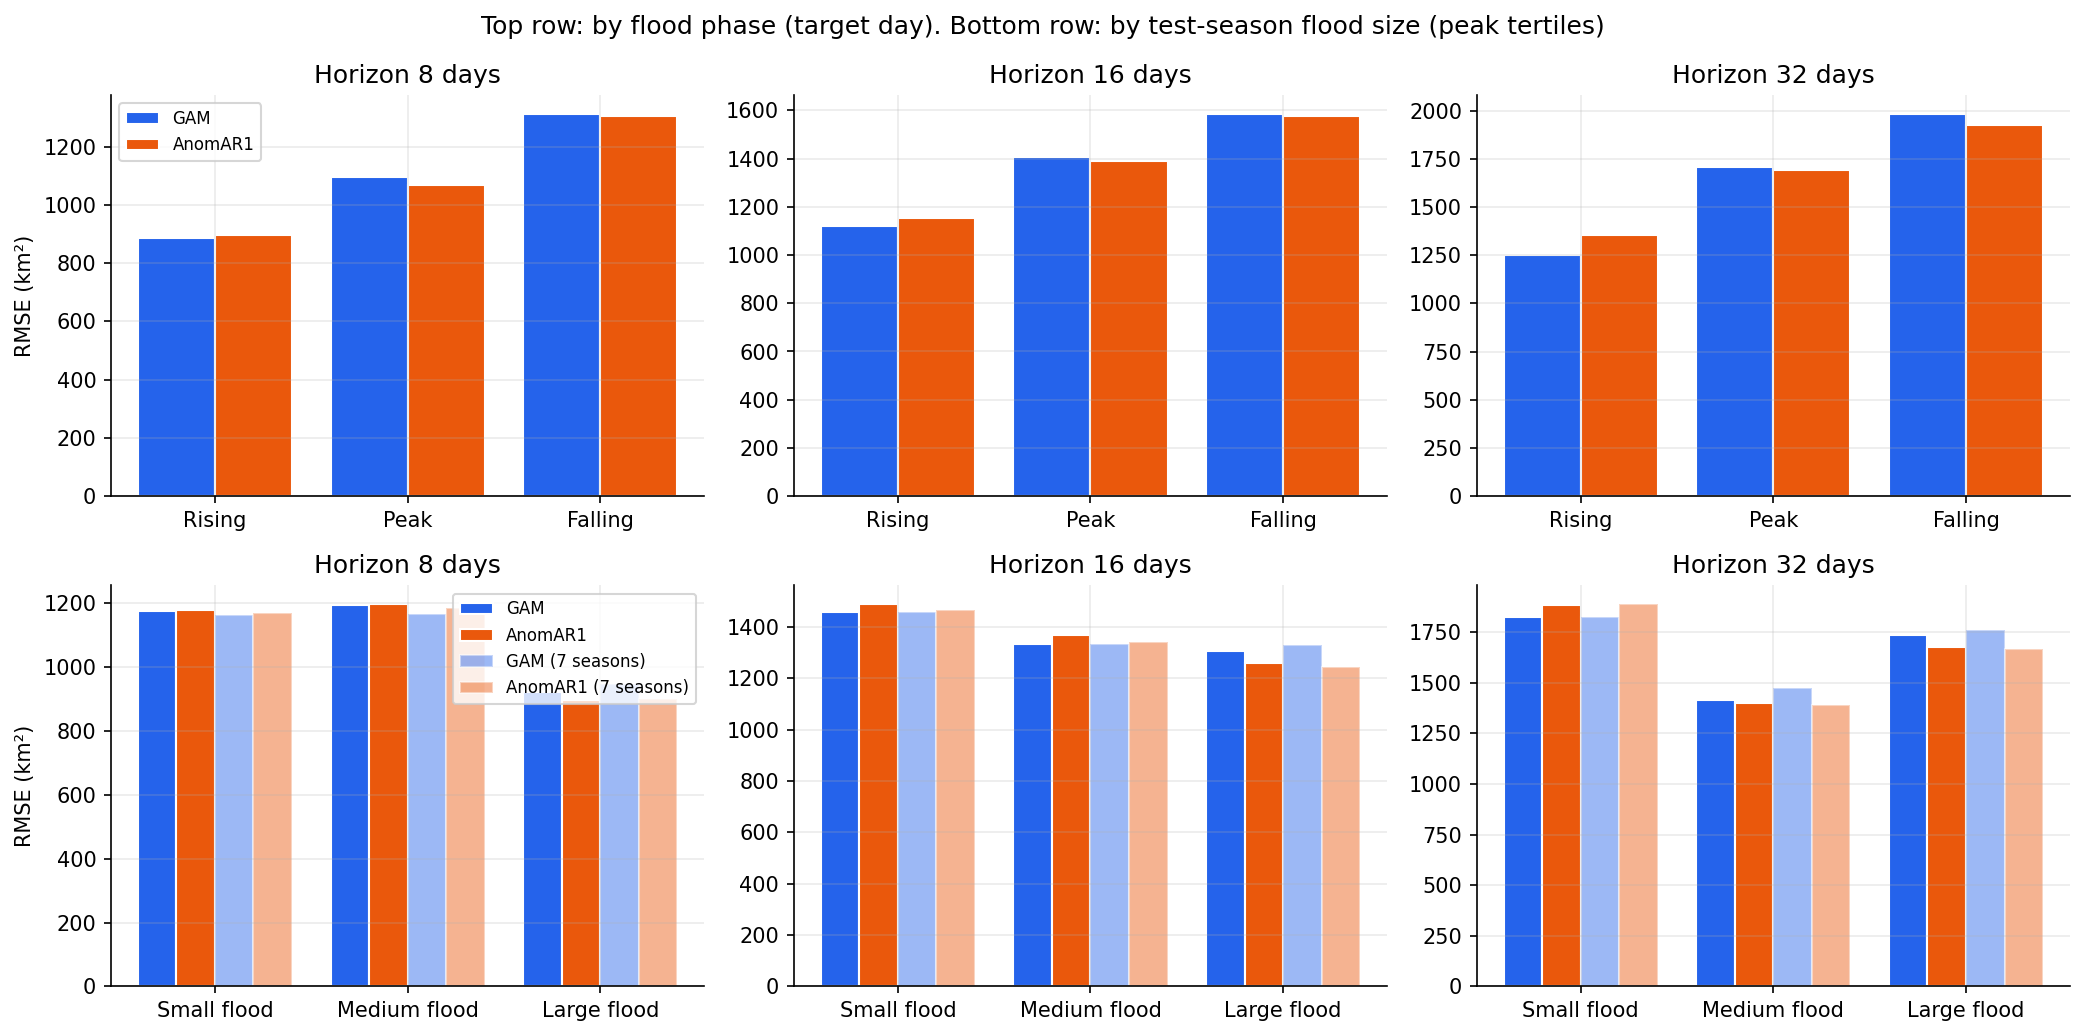 Top row: by flood phase (target day). Bottom row: by test-season flood size (peak tertiles)
Horizon 8 days
RMSE (km²)
1200
1000
800
600
400
200
0
GAM
AnomAR1
Rising
Peak
Falling
Horizon 16 days
1600
1400
1200
1000
800
600
400
200
0
Rising
Peak
Falling
Horizon 32 days
2000
1750
1500
1250
1000
750
500
250
0
Rising
Peak
Falling
Horizon 8 days
RMSE (km²)
1200
1000
800
600
400
200
0
GAM
AnomAR1
GAM (7 seasons)
AnomAR1 (7 seasons)
Small flood
Medium flood
Large flood
Horizon 16 days
1400
1200
1000
800
600
400
200
0
Small flood
Medium flood
Large flood
Horizon 32 days
1750
1500
1250
1000
750
500
250
0
Small flood
Medium flood
Large flood